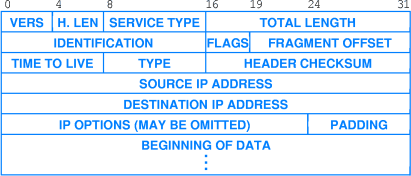 0 4 8 16 19 24 31
VERS H. LEN SERVICE TYPE TOTAL LENGTH
IDENTIFICATION FLAGS FRAGMENT OFFSET
TIME TO LIVE TYPE HEADER CHECKSUM
SOURCE IP ADDRESS
DESTINATION IP ADDRESS
IP OPTIONS (MAY BE OMITTED) PADDING
BEGINNING OF DATA